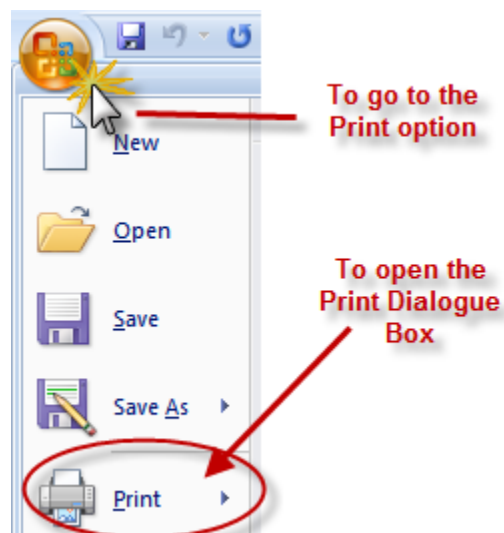 To go to the
Print option
New
Open
To open the
Print Dialogue
Box
Save
Save As
Print